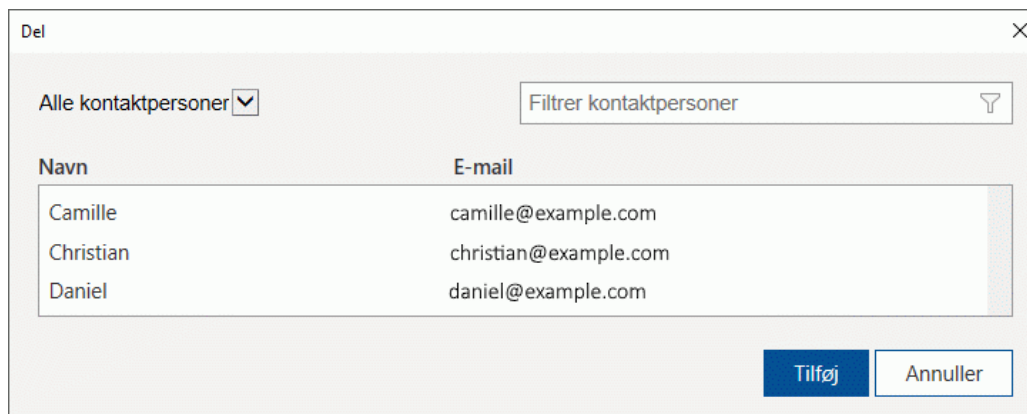 Del
Alle kontaktpersoner
Filtrer kontaktpersoner
Navn E-mail
Camille camille@example.com
Christian christian@example.com
Daniel daniel@example.com
Tilføj Annuller